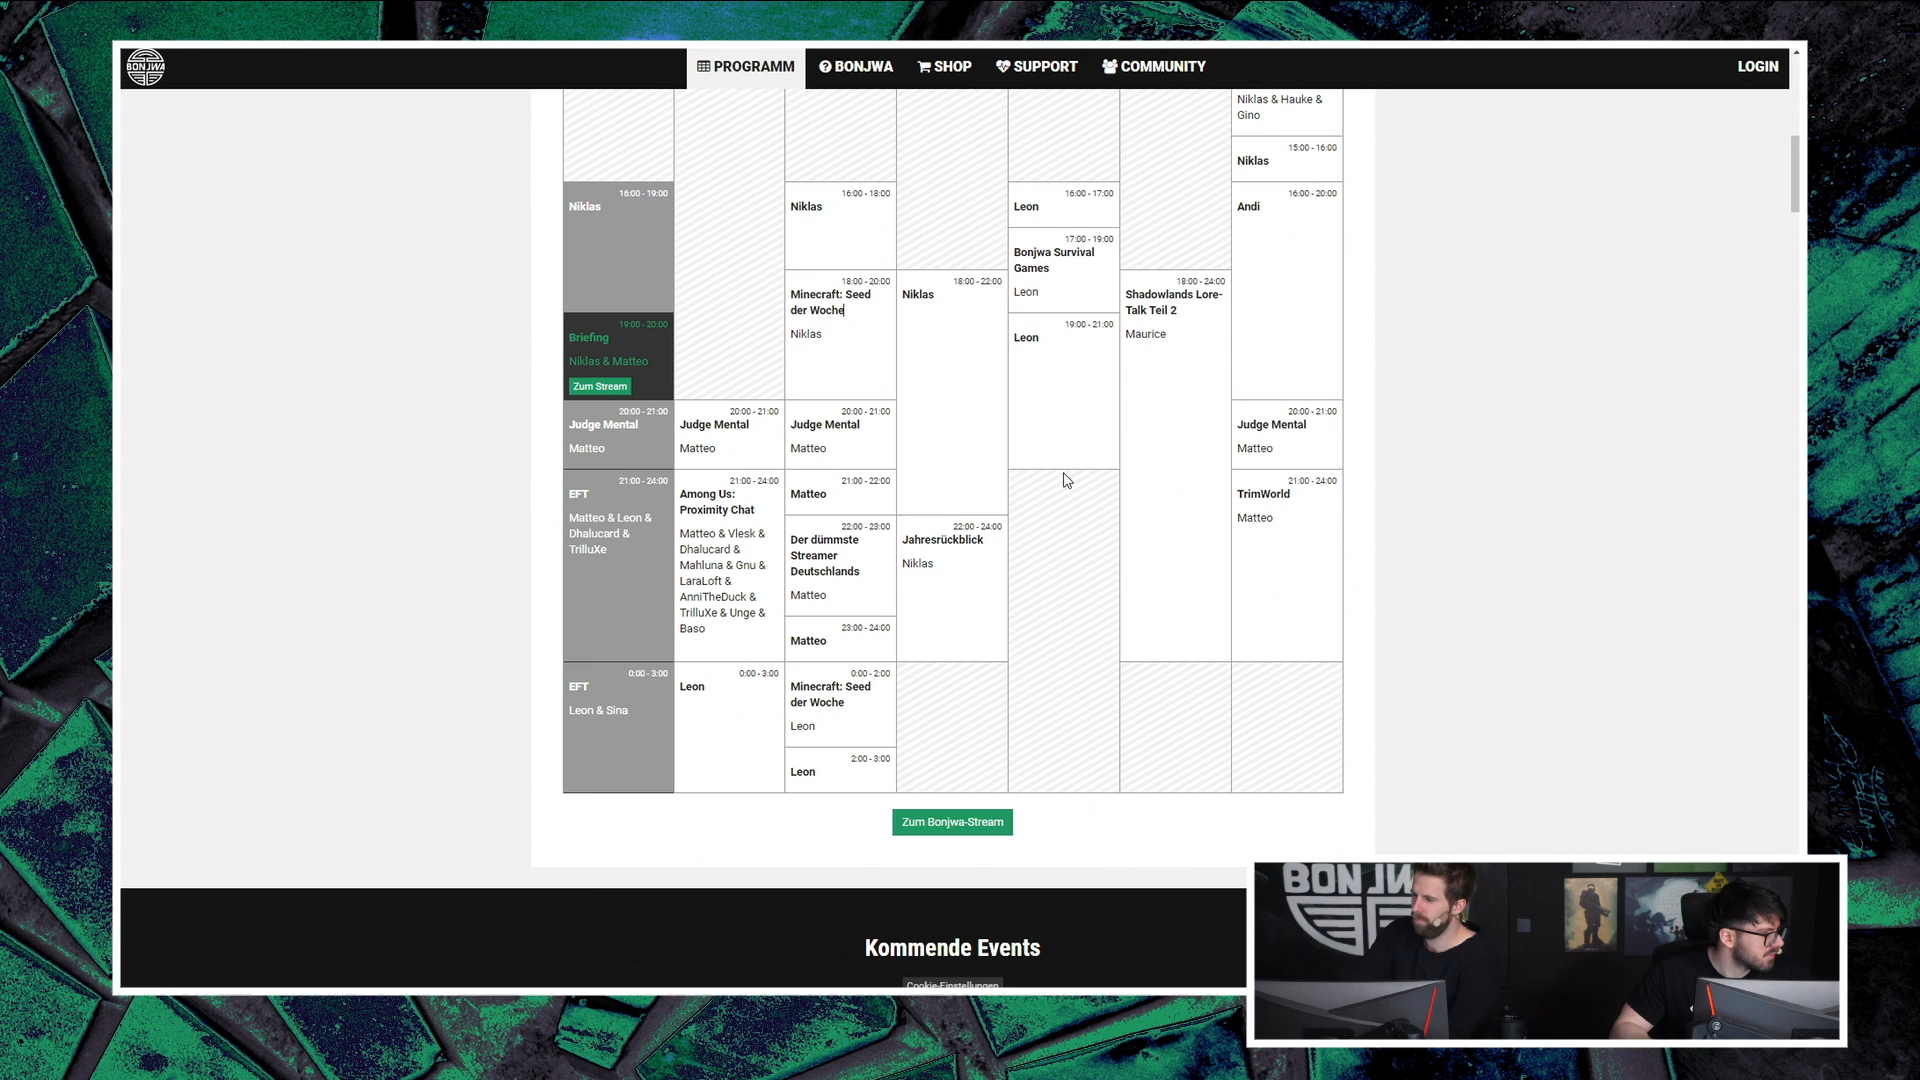 BONJWA
PROGRAMM
BONJWA
SHOP
SUPPORT
COMMUNITY
LOGIN
16:00 - 19:00
Niklas
19:00 - 20:00
Briefing
Niklas & Matteo
Zum Stream
20:00 - 21:00
Judge Mental
Matteo
21:00 - 24:00
EFT
Matteo & Leon &
Dhalucard &
TrilluXe
0:00 - 3:00
EFT
Leon & Sina
20:00 - 21:00
Judge Mental
Matteo
21:00 - 24:00
Among Us:
Proximity Chat
Matteo & Vlesk &
Dhalucard &
Mahluna & Gnu &
LaraLoft &
AnniTheDuck &
TrilluXe & Unge &
Baso
0:00 - 3:00
Leon
16:00 - 18:00
Niklas
18:00 - 20:00
Minecraft: Seed
der Woche
Niklas
20:00 - 21:00
Judge Mental
Matteo
21:00 - 22:00
Matteo
22:00 - 23:00
Der dümmste
Streamer
Deutschlands
Matteo
23:00 - 24:00
Matteo
0:00 - 2:00
Minecraft: Seed
der Woche
Leon
2:00 - 3:00
Leon
18:00 - 22:00
Niklas
22:00 - 24:00
Jahresrückblick
Niklas
16:00 - 17:00
Leon
17:00 - 19:00
Bonjwa Survival
Games
Leon
19:00 - 21:00
Leon
18:00 - 24:00
Shadowlands Lore-
Talk Teil 2
Maurice
Niklas & Hauke &
Gino
15:00 - 16:00
Niklas
16:00 - 20:00
Andi
20:00 - 21:00
Judge Mental
Matteo
21:00 - 24:00
TrimWorld
Matteo
Zum Bonjwa-Stream
Kommende Events
Cookie-Einstellungen